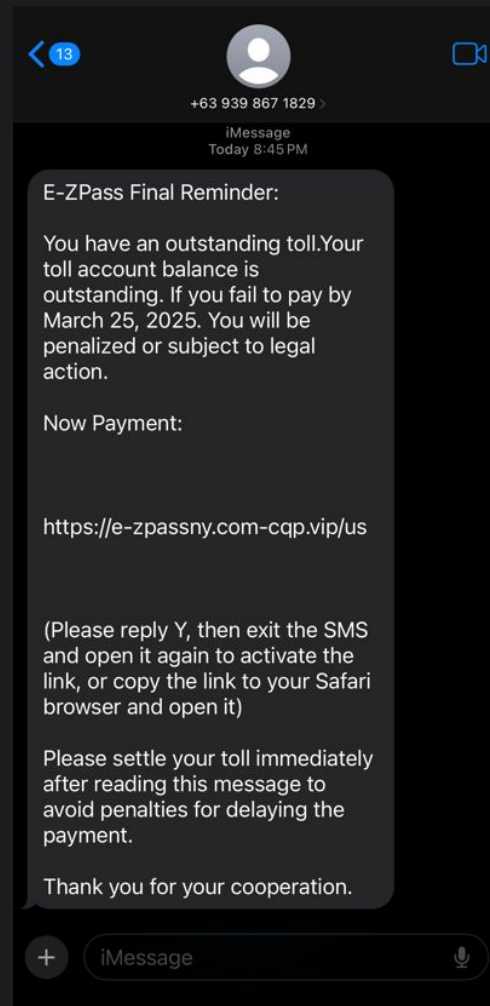 13
+63 939 867 1829
iMessage
Today 8:45 PM
E-ZPass Final Reminder:
You have an outstanding toll.Your
toll account balance is
outstanding. If you fail to pay by
March 25, 2025. You will be
penalized or subject to legal
action.
Now Payment:
https://e-zpassny.com-cqp.vip/us
(Please reply Y, then exit the SMS
and open it again to activate the
link, or copy the link to your Safari
browser and open it)
Please settle your toll immediately
after reading this message to
avoid penalties for delaying the
payment.
Thank you for your cooperation.
iMessage